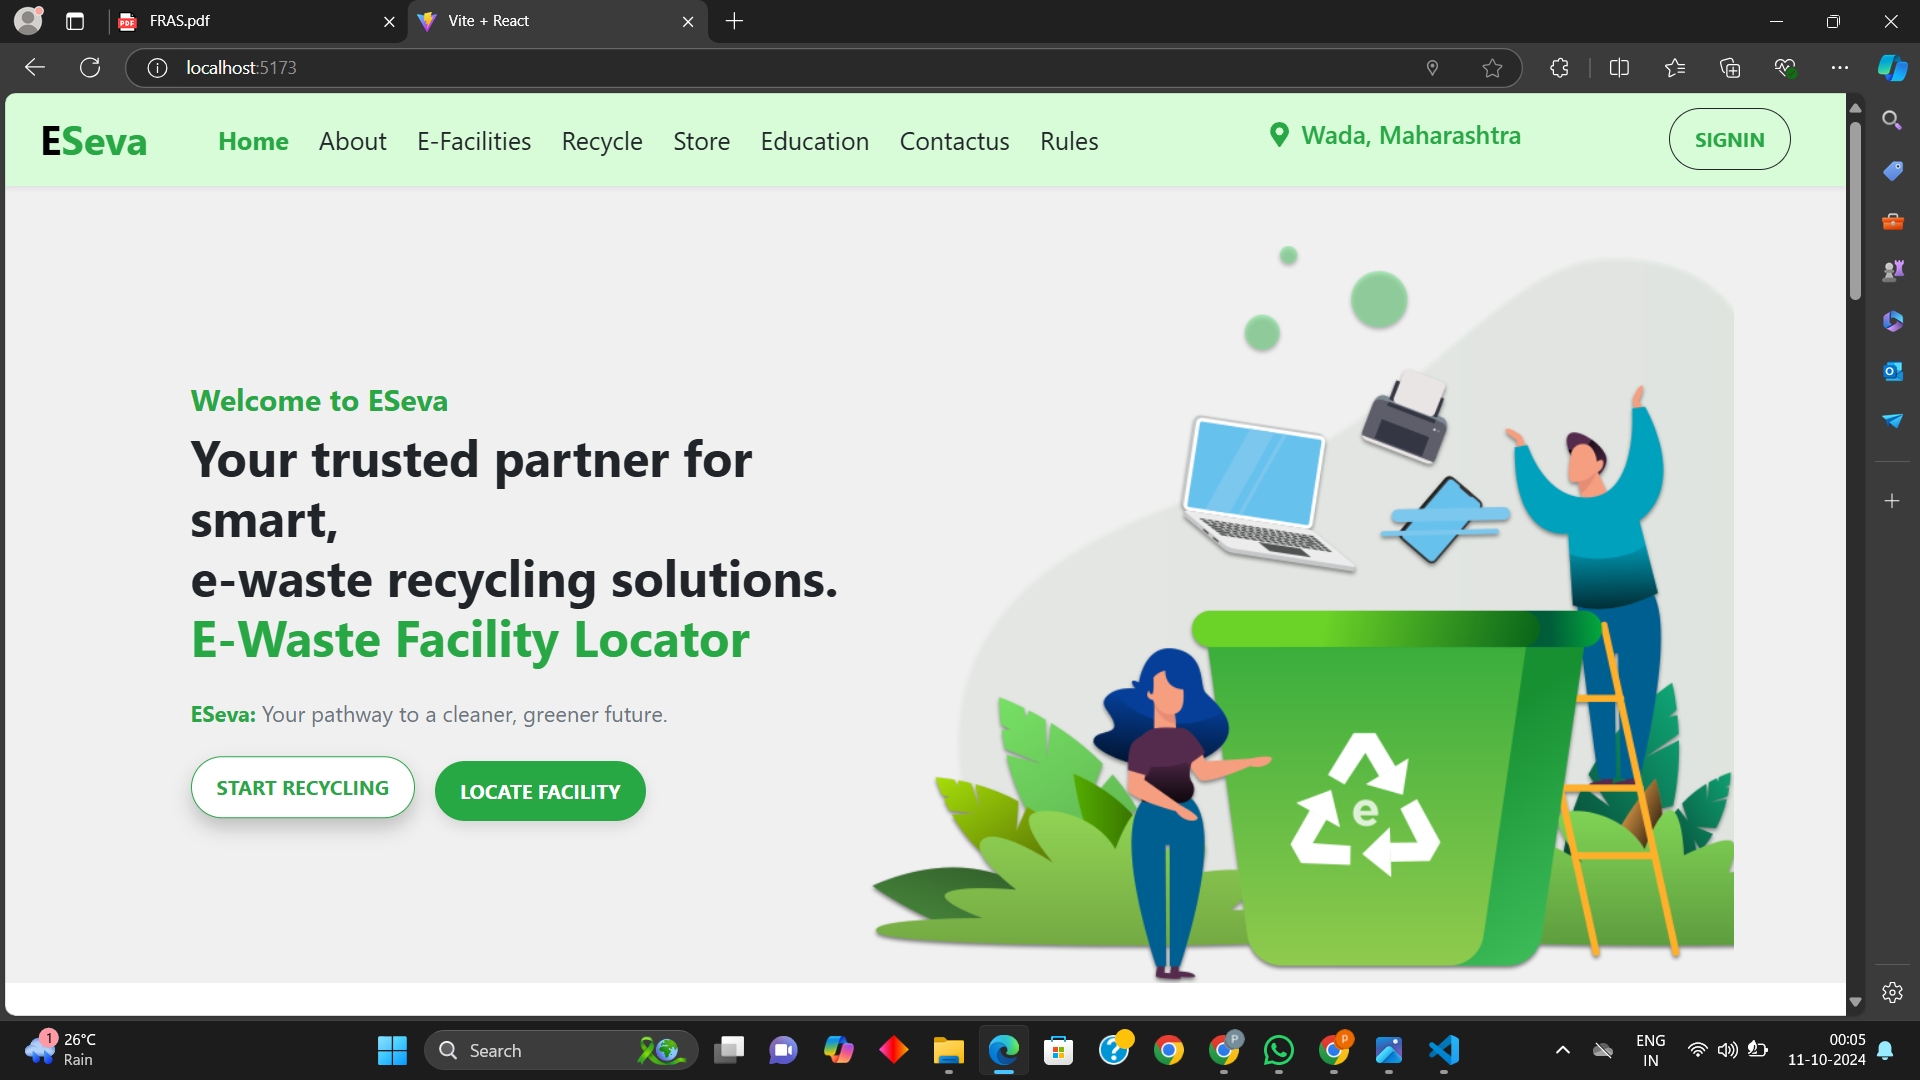 FRAS.pdf
Vite + React
localhost:5173
ESeva
Home About E-Facilities Recycle Store Education Contactus Rules
Wada, Maharashtra
SIGNIN
Welcome to ESeva
Your trusted partner for
smart,
e-waste recycling solutions.
E-Waste Facility Locator
ESeva: Your pathway to a cleaner, greener future.
START RECYCLING
LOCATE FACILITY
e
1
26°C
Rain
Search
P
P
ENG
IN
00:05
11-10-2024